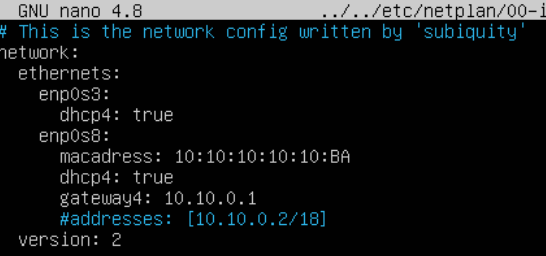 GNU nano 4.8 ../../etc/netplan/00-i
# This is the network config written by 'subiquity'
network:
  ethernets:
    enp0s3:
      dhcp4: true
    enp0s8:
      macadress: 10:10:10:10:10:BA
      dhcp4: true
      gateway4: 10.10.0.1
      #addresses: [10.10.0.2/18]
  version: 2